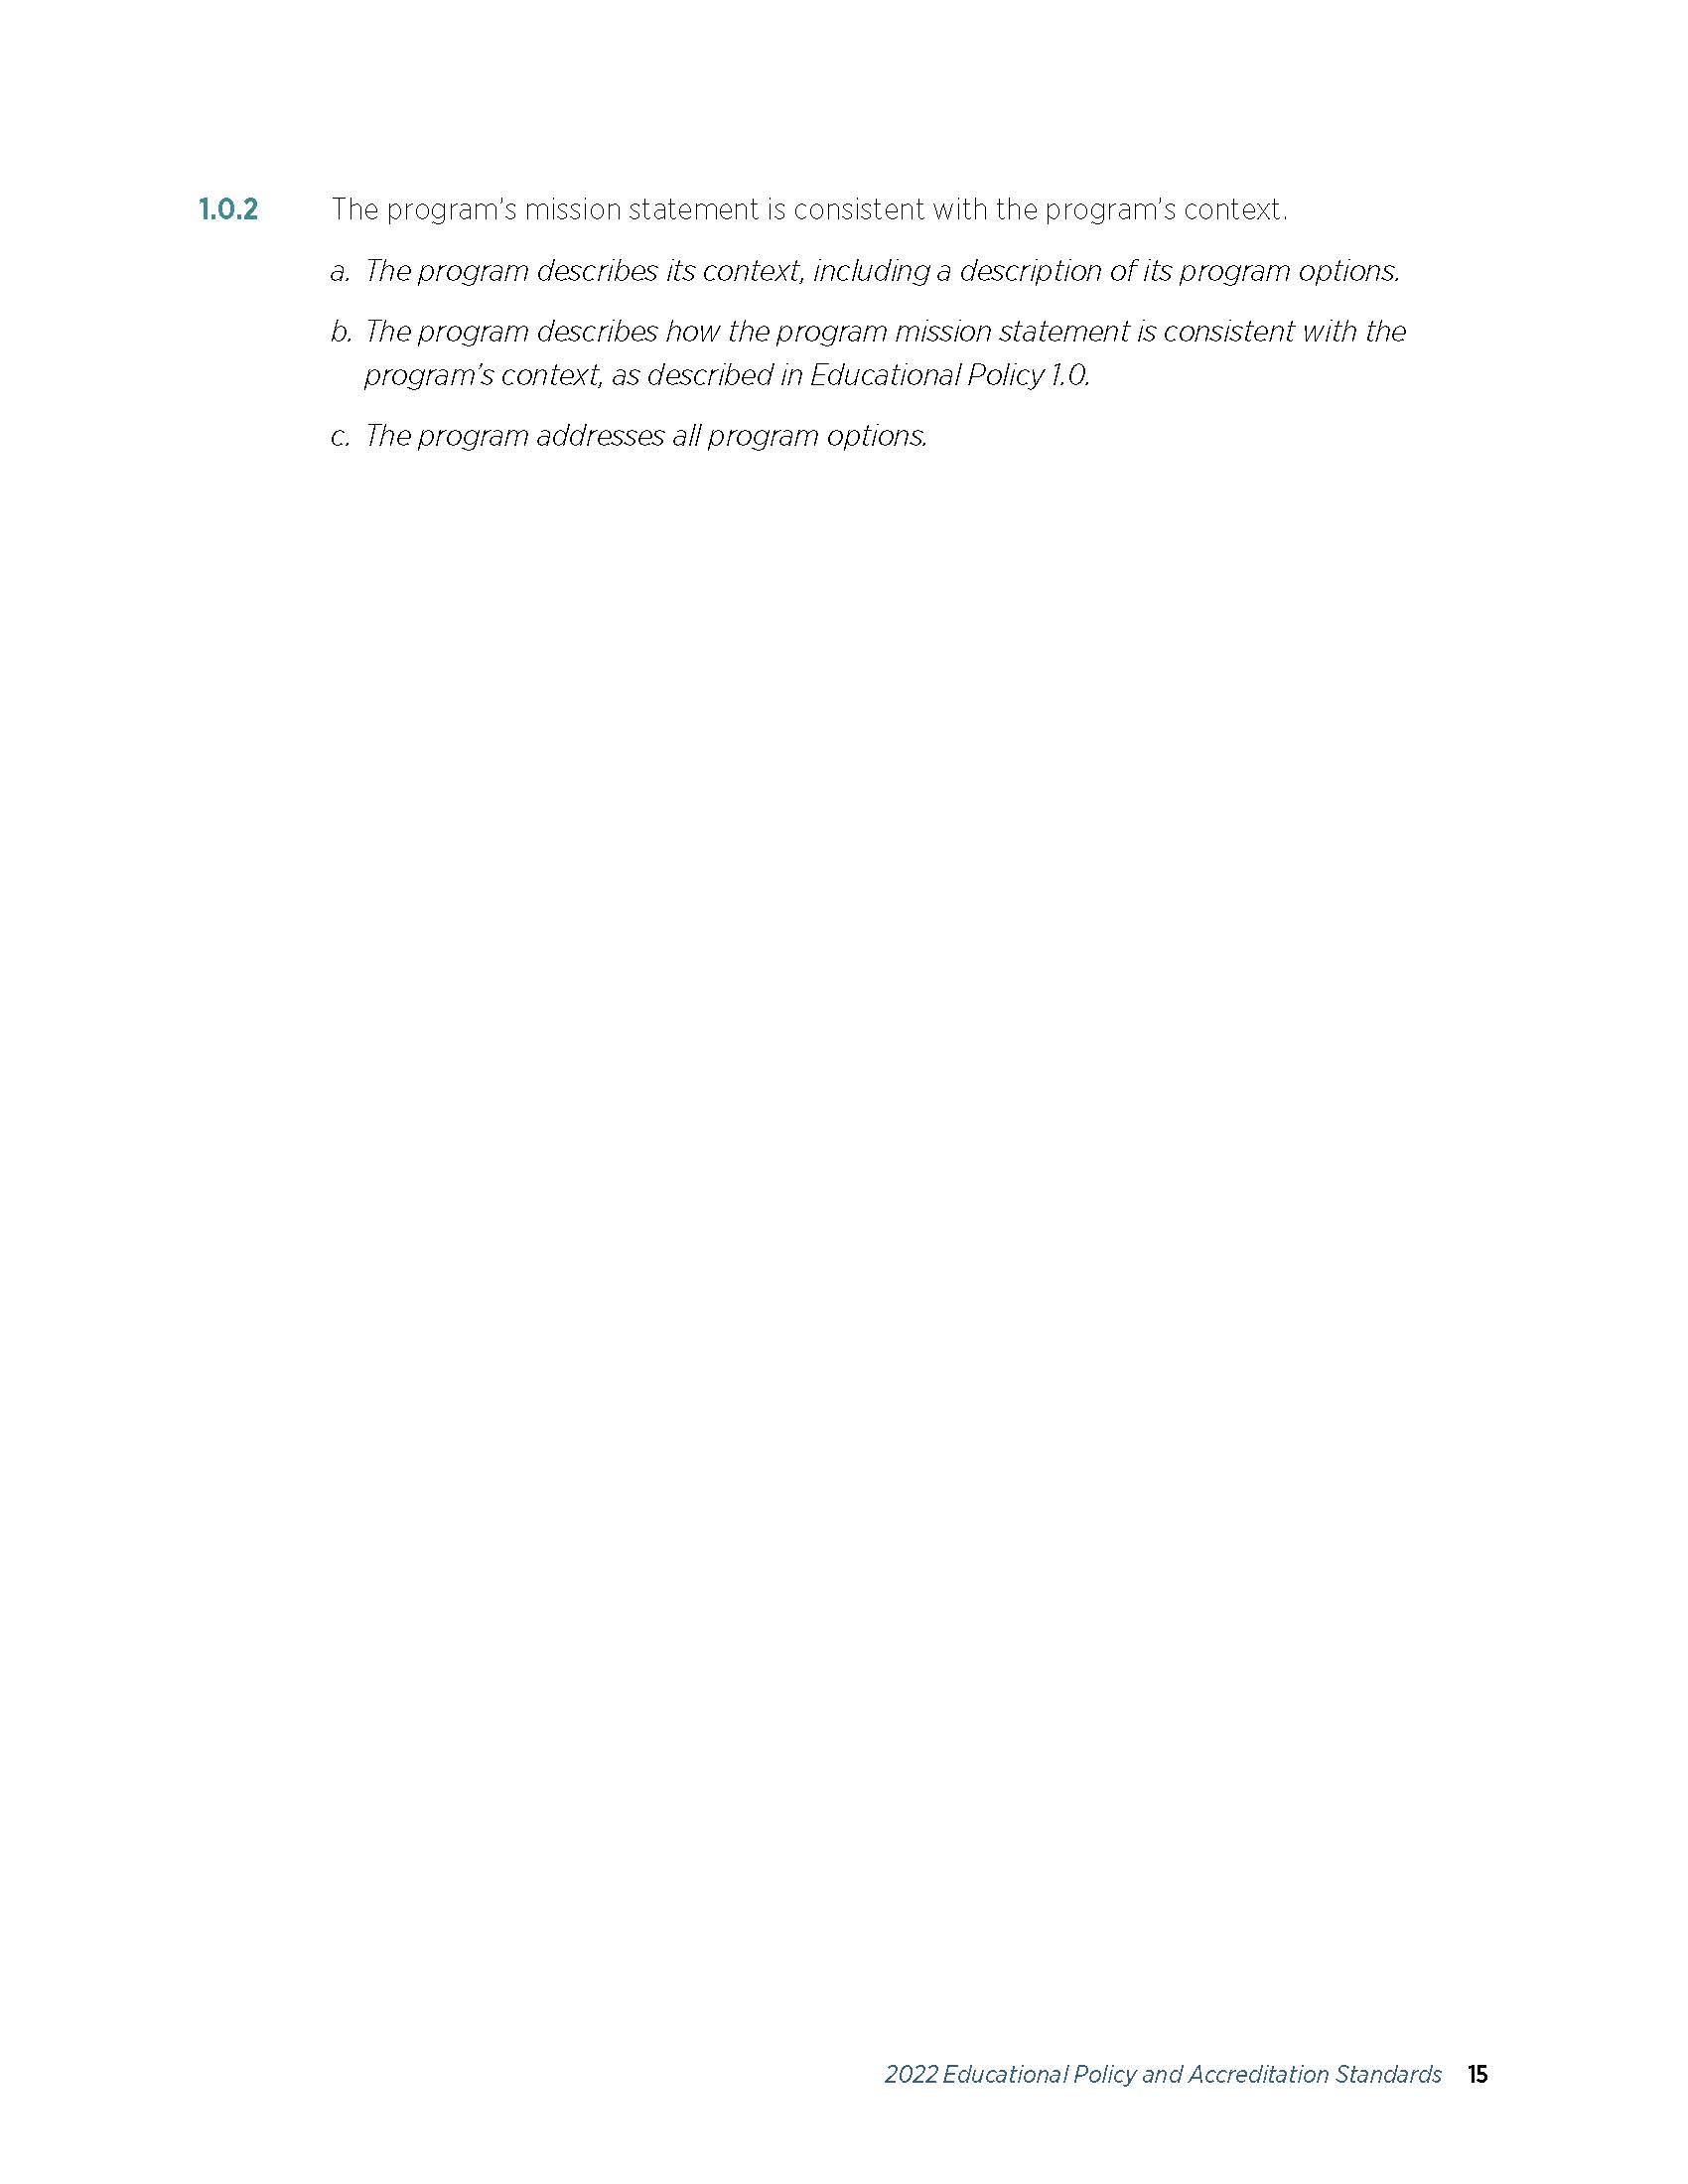 1.0.2 The program’s mission statement is consistent with the program’s context.
a. The program describes its context, including a description of its program options.
b. The program describes how the program mission statement is consistent with the
program’s context, as described in Educational Policy 1.0.
c. The program addresses all program options.
2022 Educational Policy and Accreditation Standards 15